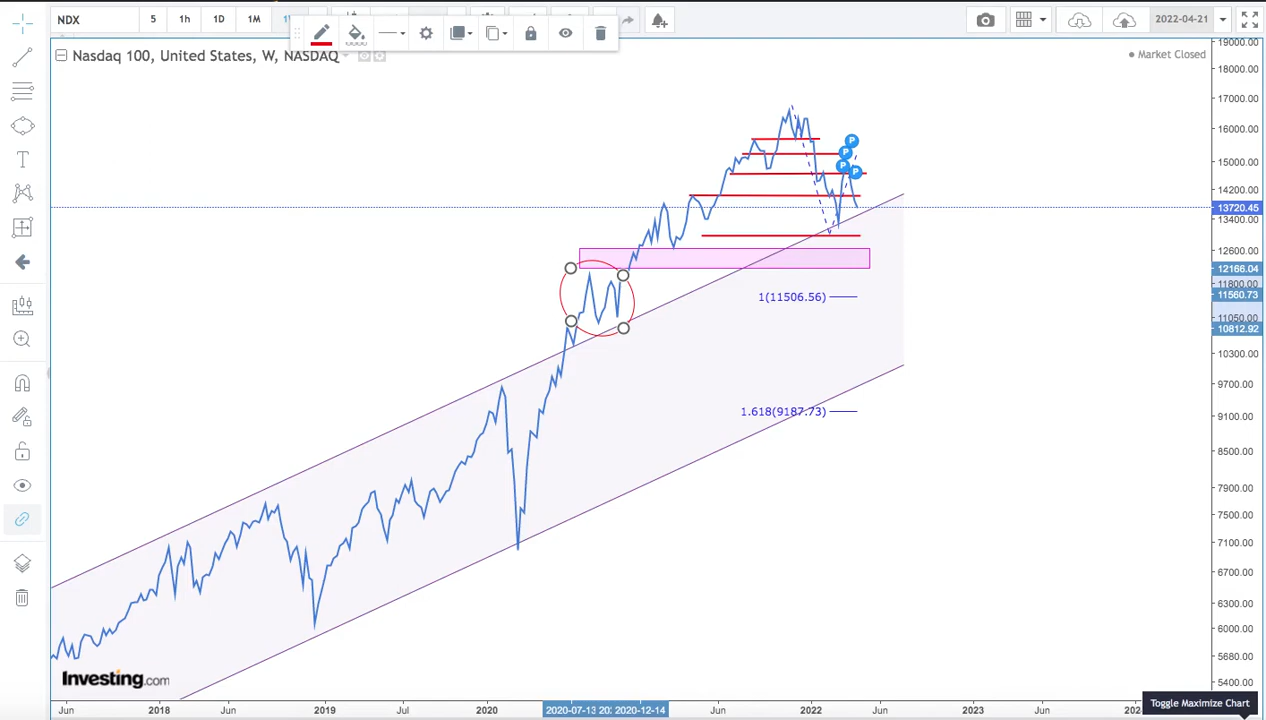 NDX 5 1h 1D 1M 2022-04-21
Nasdaq 100, United States, W, NASDAQ
Market Closed
T
P
P
P
P
1(11506.56)
1.618(9187.73)
19000.00
18000.00
17000.00
16000.00
15000.00
14200.00
13720.45
13400.00
12600.00
12166.04
11800.00
11560.73
11050.00
10812.92
10300.00
9700.00
9100.00
8500.00
7900.00
7500.00
7100.00
6700.00
6300.00
6000.00
5680.00
5400.00
Investing.com
Toggle Maximize Chart
Jun 2018 Jun 2019 Jul 2020 2020-07-13 2020-12-14 Jun 2022 Jun 2023 Jun